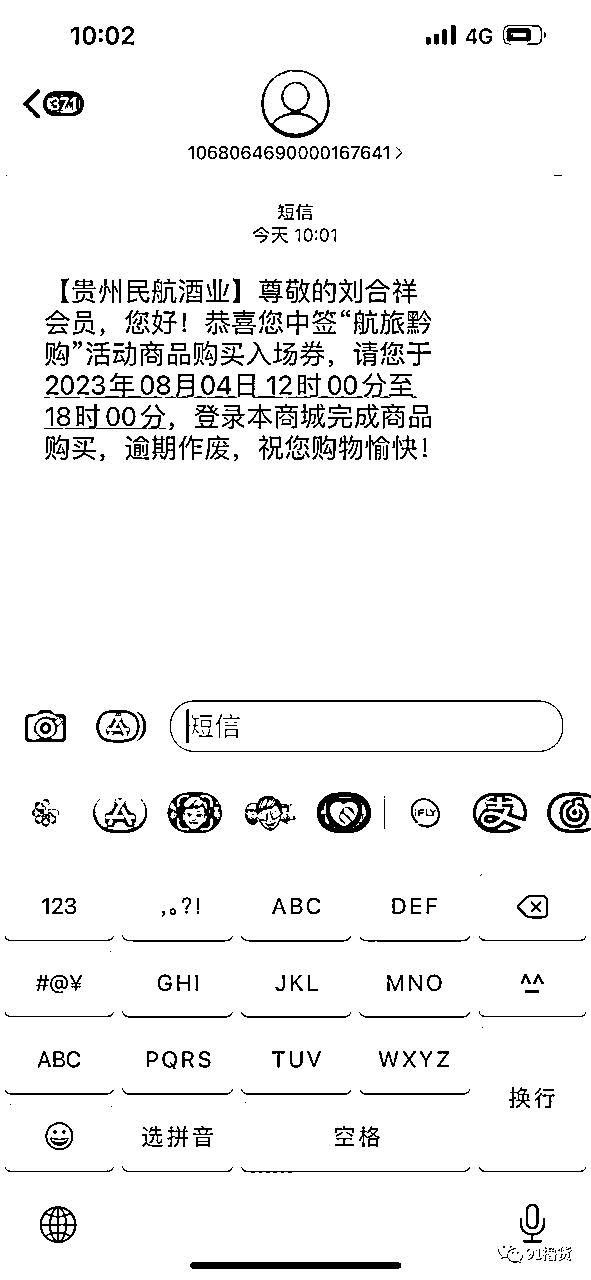 10:02
4G
371
1068064690000167641
短信
今天 10:01
【贵州民航酒业】尊敬的刘合祥
会员，您好！恭喜您中签“航旅黔
购”活动商品购买入场券，请您于
2023年08月04日12时00分至
18时00分，登录本商城完成商品
购买，逾期作废，祝您购物愉快！
短信
iFLY
支
123
,。?!
ABC
DEF
#@¥
GHI
JKL
MNO
^^
ABC
PQRS
TUV
WXYZ
换行
选拼音
空格